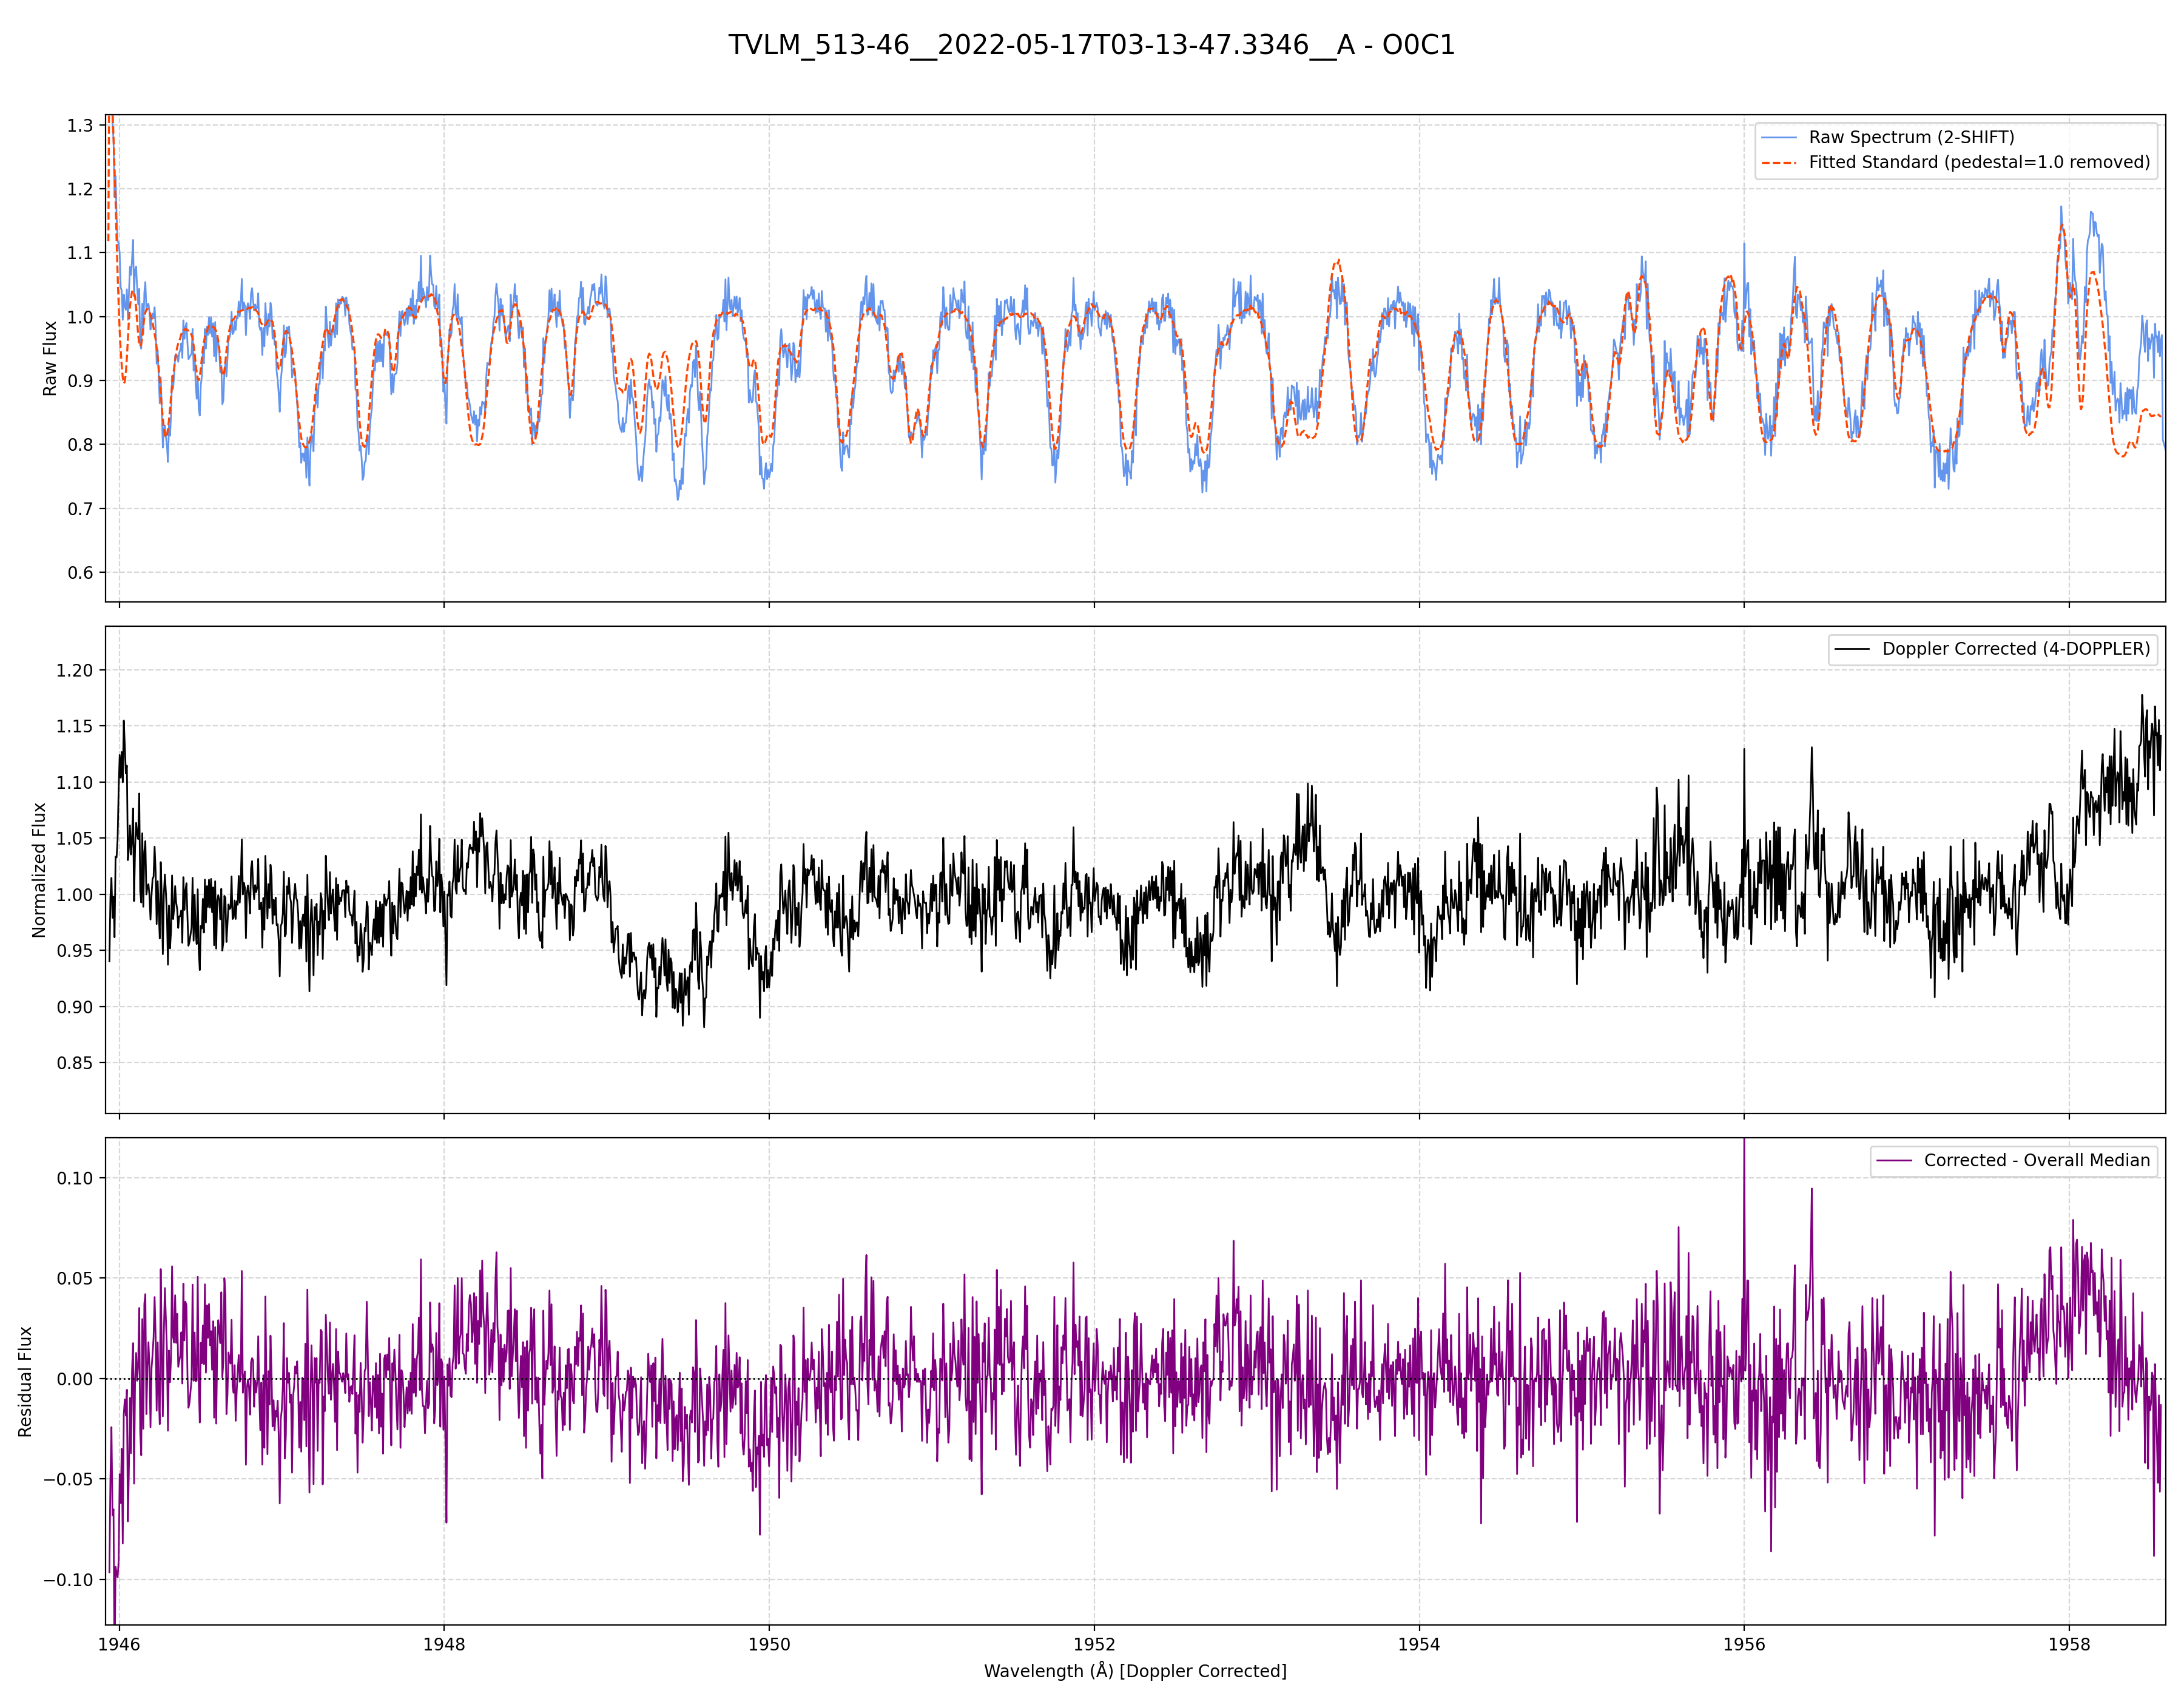 TVLM_513-46__2022-05-17T03-13-47.3346__A - O0C1
1.3
1.2
1.1
1.0
0.9
0.8
0.7
0.6
Raw Flux
Raw Spectrum (2-SHIFT)
Fitted Standard (pedestal=1.0 removed)
1.20
1.15
1.10
1.05
1.00
0.95
0.90
0.85
Normalized Flux
Doppler Corrected (4-DOPPLER)
0.10
0.05
0.00
−0.05
−0.10
Residual Flux
Corrected - Overall Median
1946 1948 1950 1952 1954 1956 1958
Wavelength (Å) [Doppler Corrected]